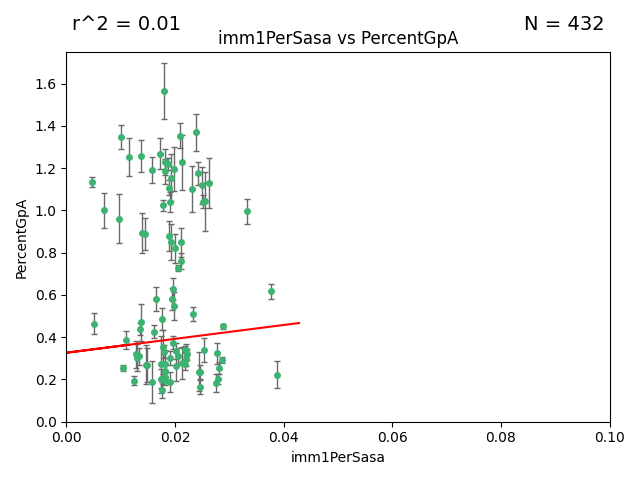 r^2 = 0.01
N = 432
imm1PerSasa vs PercentGpA
PercentGpA
1.6
1.4
1.2
1.0
0.8
0.6
0.4
0.2
0.0
0.00 0.02 0.04 0.06 0.08 0.10
imm1PerSasa